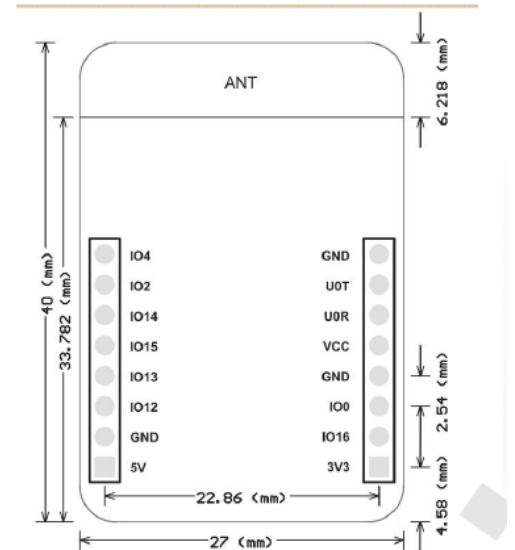 ANT
6.218 (mm)
40 (mm)
33.782 (mm)
IO4 GND
IO2 U0T
IO14 U0R
IO15 VCC
IO13 GND
IO12 IO0
GND IO16
5V 3V3
2.54 (mm)
4.58 (mm)
22.86 (mm)
27 (mm)